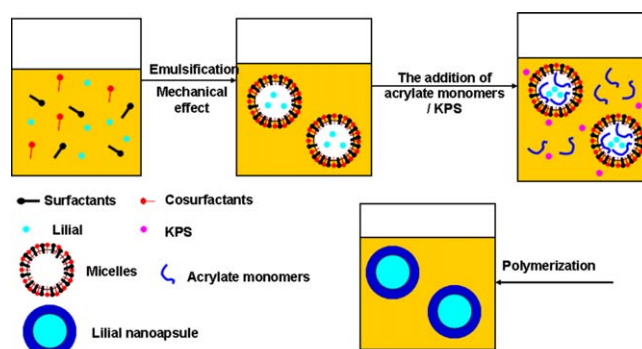 Emulsification
Mechanical
effect
The addition of
acrylate monomers
/ KPS
Surfactants
Cosurfactants
Lilial
KPS
Micelles
Acrylate monomers
Polymerization
Lilial nanoapsule